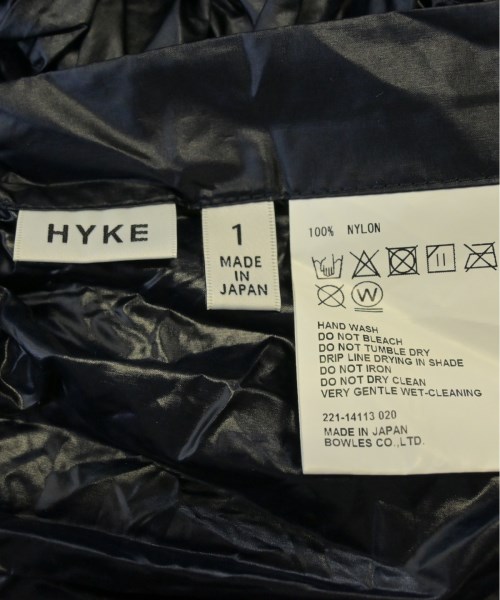 HYKE
1
MADE
IN
JAPAN
100% NYLON
W
HAND WASH
DO NOT BLEACH
DO NOT TUMBLE DRY
DRIP LINE DRYING IN SHADE
DO NOT IRON
DO NOT DRY CLEAN
VERY GENTLE WET-CLEANING
221-14113 020
MADE IN JAPAN
BOWLES CO.,LTD.